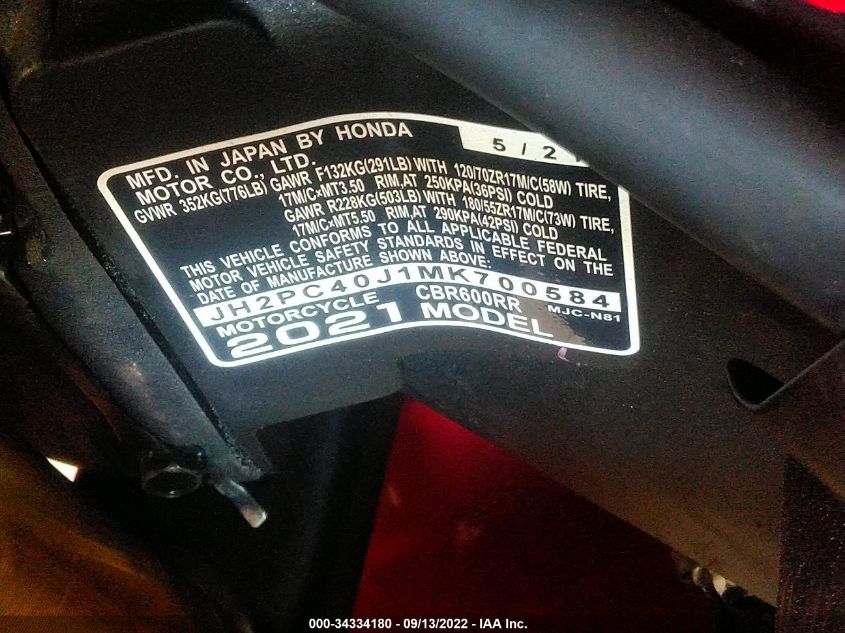 MFD. IN JAPAN BY HONDA
MOTOR CO., LTD.
5 / 21
GVWR 352KG(776LB) GAWR F132KG(291LB) WITH 120/70ZR17M/C(58W) TIRE,
17M/C×MT3.50 RIM,AT 250KPA(36PSI) COLD
GAWR R228KG(503LB) WITH 180/55ZR17M/C(73W) TIRE,
17M/C×MT5.50 RIM,AT 290KPA(42PSI) COLD
THIS VEHICLE CONFORMS TO ALL APPLICABLE FEDERAL
MOTOR VEHICLE SAFETY STANDARDS IN EFFECT ON THE
DATE OF MANUFACTURE SHOWN ABOVE:
JH2PC40J1MK700584
MOTORCYCLE CBR600RR MJC-N81
2021 MODEL
000-34334180 - 09/13/2022 - IAA Inc.